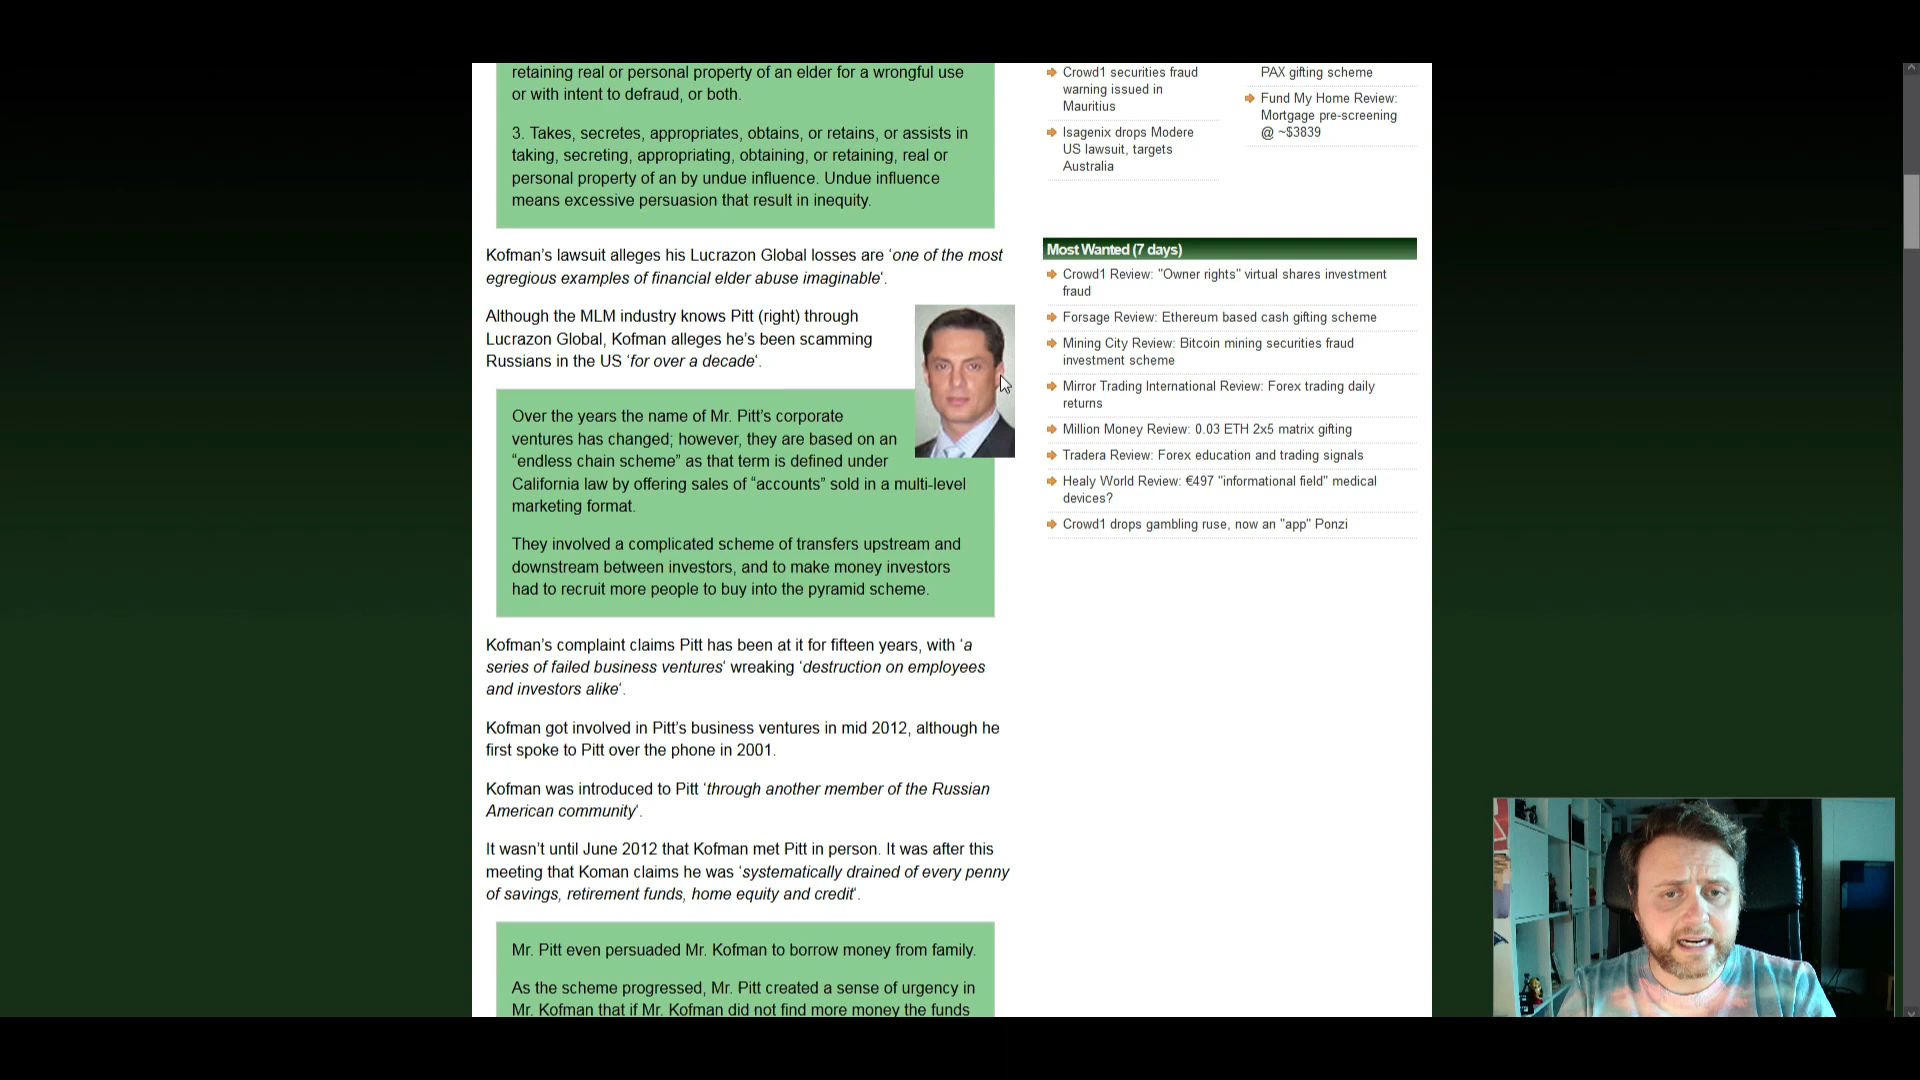 retaining real or personal property of an elder for a wrongful use
or with intent to defraud, or both.
3. Takes, secretes, appropriates, obtains, or retains, or assists in
taking, secreting, appropriating, obtaining, or retaining, real or
personal property of an by undue influence. Undue influence
means excessive persuasion that result in inequity.
Kofman’s lawsuit alleges his Lucrazon Global losses are ‘one of the most
egregious examples of financial elder abuse imaginable‘.
Although the MLM industry knows Pitt (right) through
Lucrazon Global, Kofman alleges he’s been scamming
Russians in the US ‘for over a decade‘.
Over the years the name of Mr. Pitt’s corporate
ventures has changed; however, they are based on an
“endless chain scheme” as that term is defined under
California law by offering sales of “accounts” sold in a multi-level
marketing format.
They involved a complicated scheme of transfers upstream and
downstream between investors, and to make money investors
had to recruit more people to buy into the pyramid scheme.
Kofman’s complaint claims Pitt has been at it for fifteen years, with ‘a
series of failed business ventures‘ wreaking ‘destruction on employees
and investors alike‘.
Kofman got involved in Pitt’s business ventures in mid 2012, although he
first spoke to Pitt over the phone in 2001.
Kofman was introduced to Pitt ‘through another member of the Russian
American community‘.
It wasn’t until June 2012 that Kofman met Pitt in person. It was after this
meeting that Koman claims he was ‘systematically drained of every penny
of savings, retirement funds, home equity and credit‘.
Mr. Pitt even persuaded Mr. Kofman to borrow money from family.
As the scheme progressed, Mr. Pitt created a sense of urgency in
Mr. Kofman that if Mr. Kofman did not find more money the funds
Crowd1 securities fraud
warning issued in
Mauritius
Isagenix drops Modere
US lawsuit, targets
Australia
PAX gifting scheme
Fund My Home Review:
Mortgage pre-screening
@ ~$3839
Most Wanted (7 days)
Crowd1 Review: "Owner rights" virtual shares investment
fraud
Forsage Review: Ethereum based cash gifting scheme
Mining City Review: Bitcoin mining securities fraud
investment scheme
Mirror Trading International Review: Forex trading daily
returns
Million Money Review: 0.03 ETH 2x5 matrix gifting
Tradera Review: Forex education and trading signals
Healy World Review: €497 "informational field" medical
devices?
Crowd1 drops gambling ruse, now an "app" Ponzi